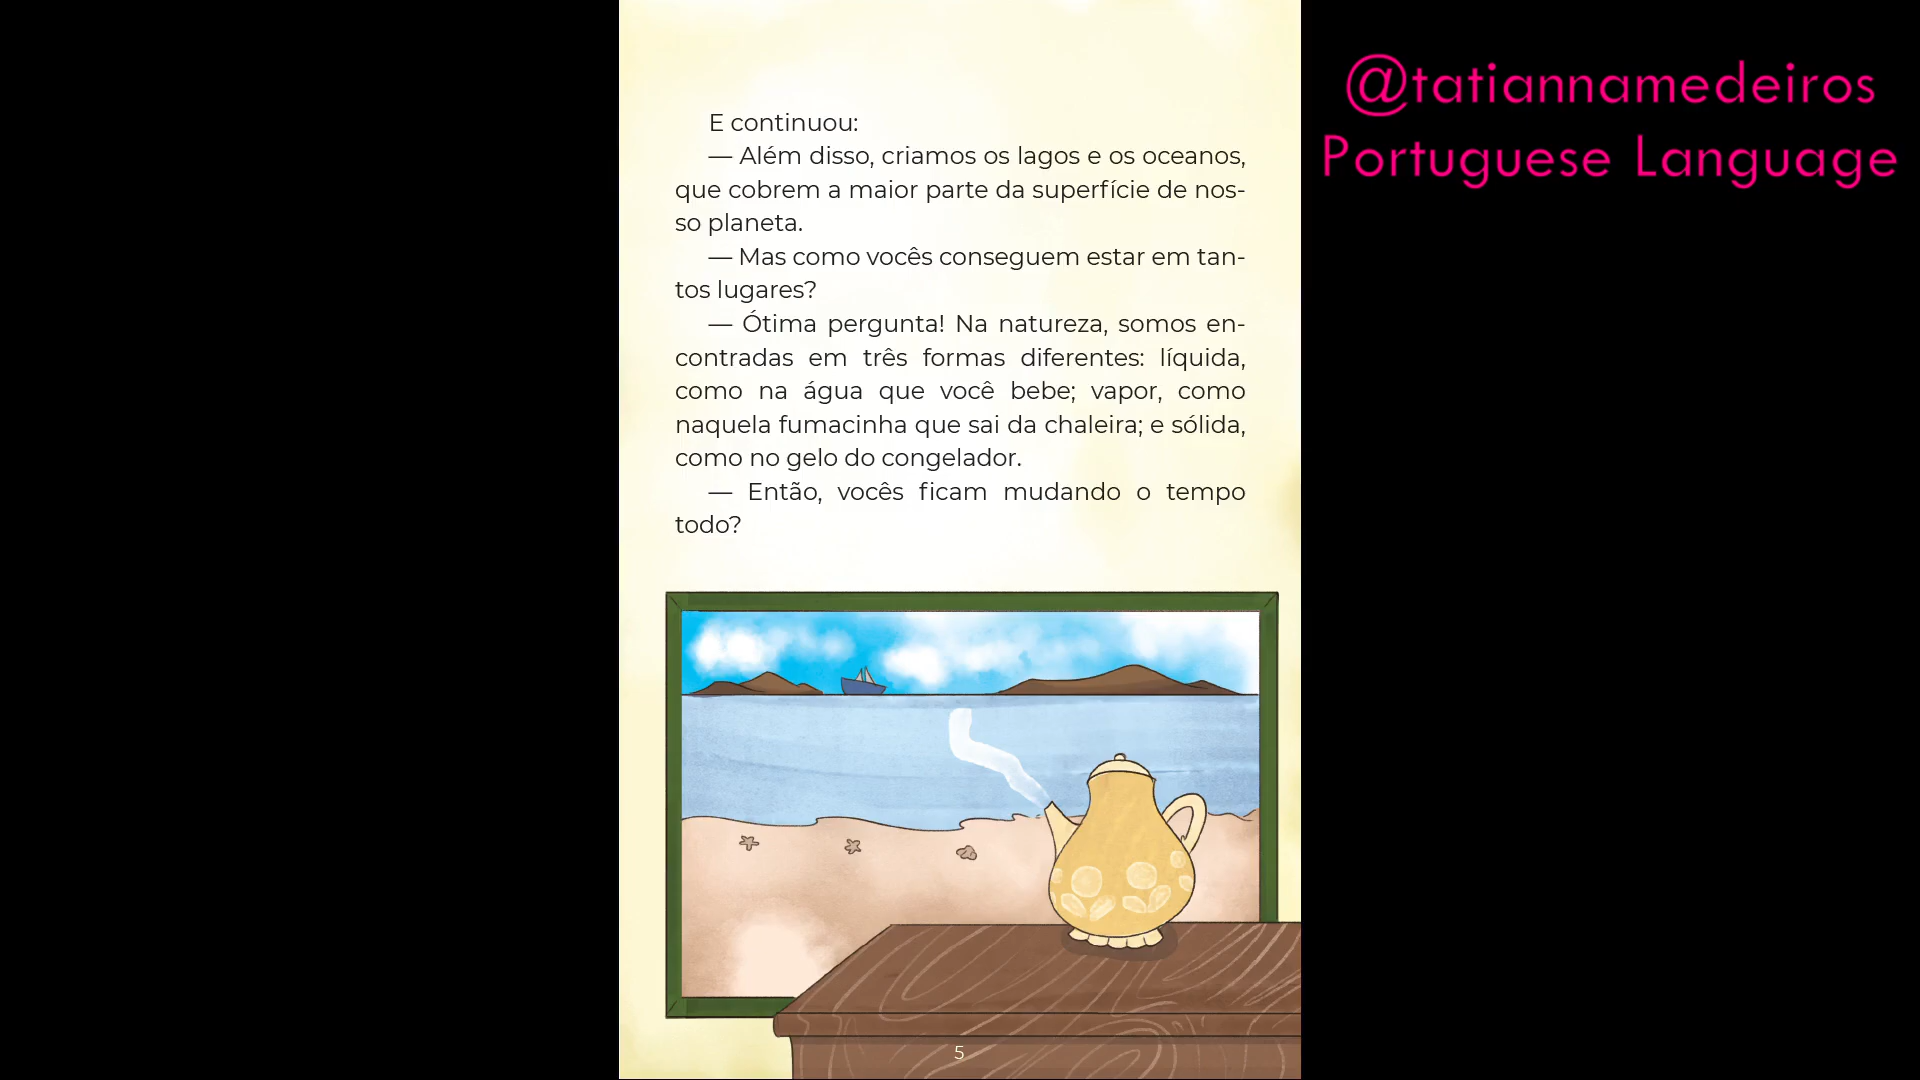 E continuou:
— Além disso, criamos os lagos e os oceanos,
que cobrem a maior parte da superfície de nos-
so planeta.
— Mas como vocês conseguem estar em tan-
tos lugares?
— Ótima pergunta! Na natureza, somos en-
contradas em três formas diferentes: líquida,
como na água que você bebe; vapor, como
naquela fumacinha que sai da chaleira; e sólida,
como no gelo do congelador.
— Então, vocês ficam mudando o tempo
todo?
5
@tatiannamedeiros
Portuguese Language